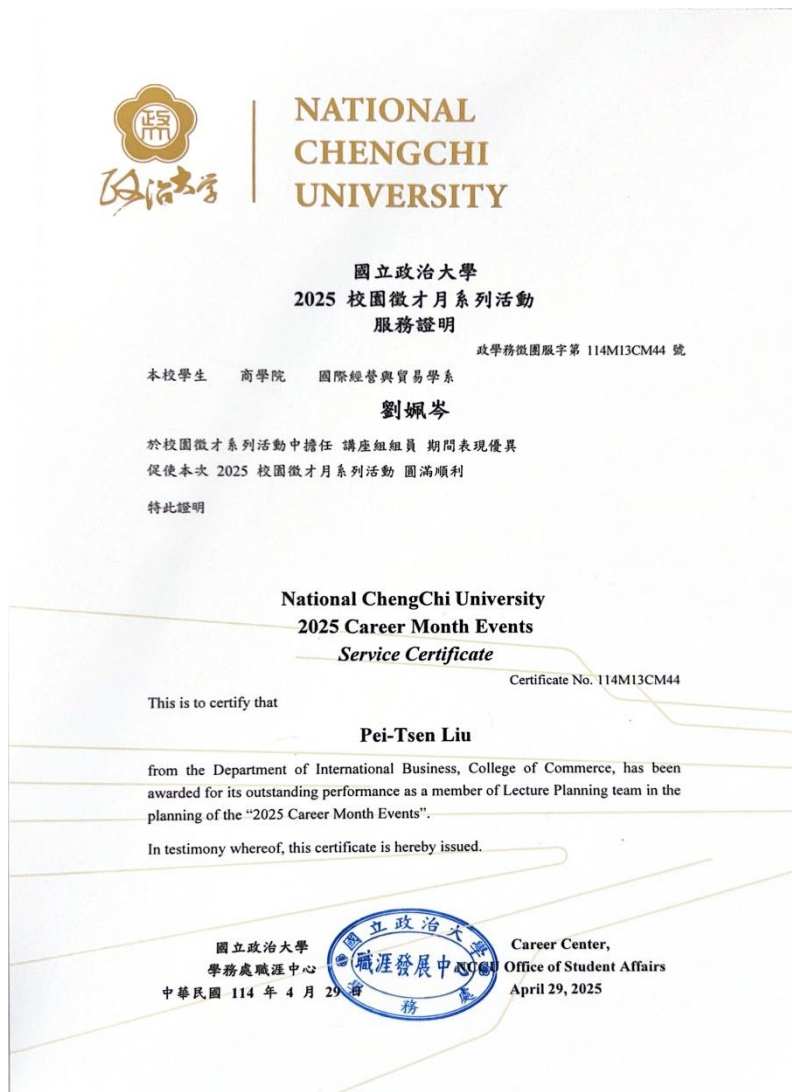 政
政治大学
NATIONAL
CHENGCHI
UNIVERSITY
國立政治大學
2025 校園徵才月系列活動
服務證明
政學務徵團服字第 114M13CM44 號
本校學生 商學院 國際經營與貿易學系
劉姵岑
於校園徵才系列活動中擔任 講座組組員 期間表現優異
促使本次 2025 校園徵才月系列活動 圓滿順利
特此證明
National ChengChi University
2025 Career Month Events
Service Certificate
Certificate No. 114M13CM44
This is to certify that
Pei-Tsen Liu
from the Department of International Business, College of Commerce, has been
awarded for its outstanding performance as a member of Lecture Planning team in the
planning of the “2025 Career Month Events”.
In testimony whereof, this certificate is hereby issued.
國立政治大學
學務處職涯中心
中華民國 114 年 4 月 29 日
國立政治大學
職涯發展中心
學務處
Career Center,
NCCU Office of Student Affairs
April 29, 2025